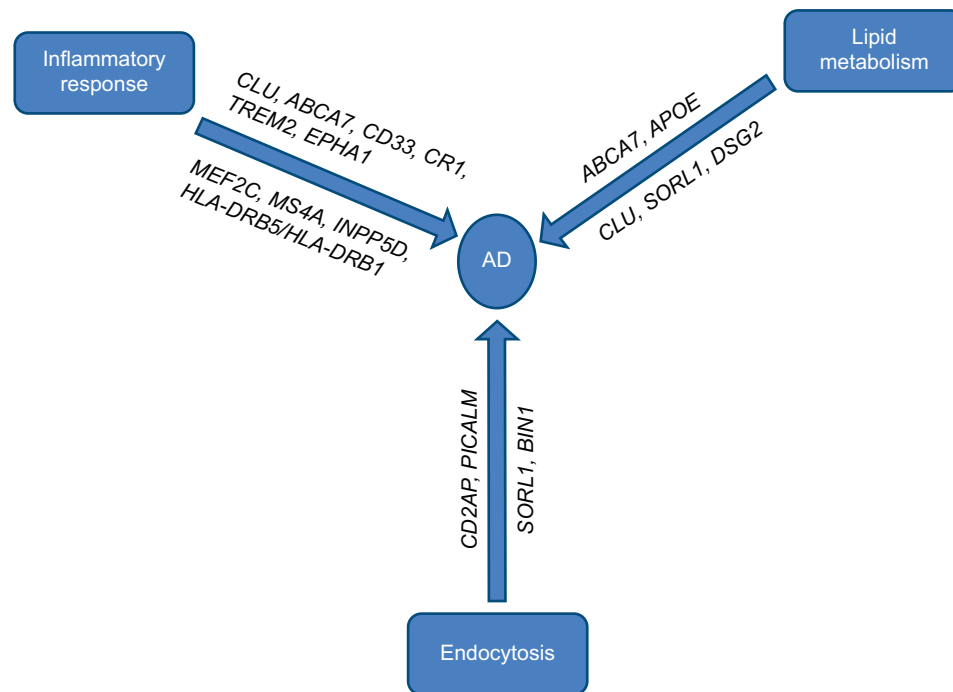 Inflammatory
response
Lipid
metabolism
CLU, ABCA7, CD33, CR1,
TREM2, EPHA1
MEF2C, MS4A, INPP5D,
HLA-DRB5/HLA-DRB1
ABCA7, APOE
CLU, SORL1, DSG2
AD
CD2AP, PICALM
SORL1, BIN1
Endocytosis